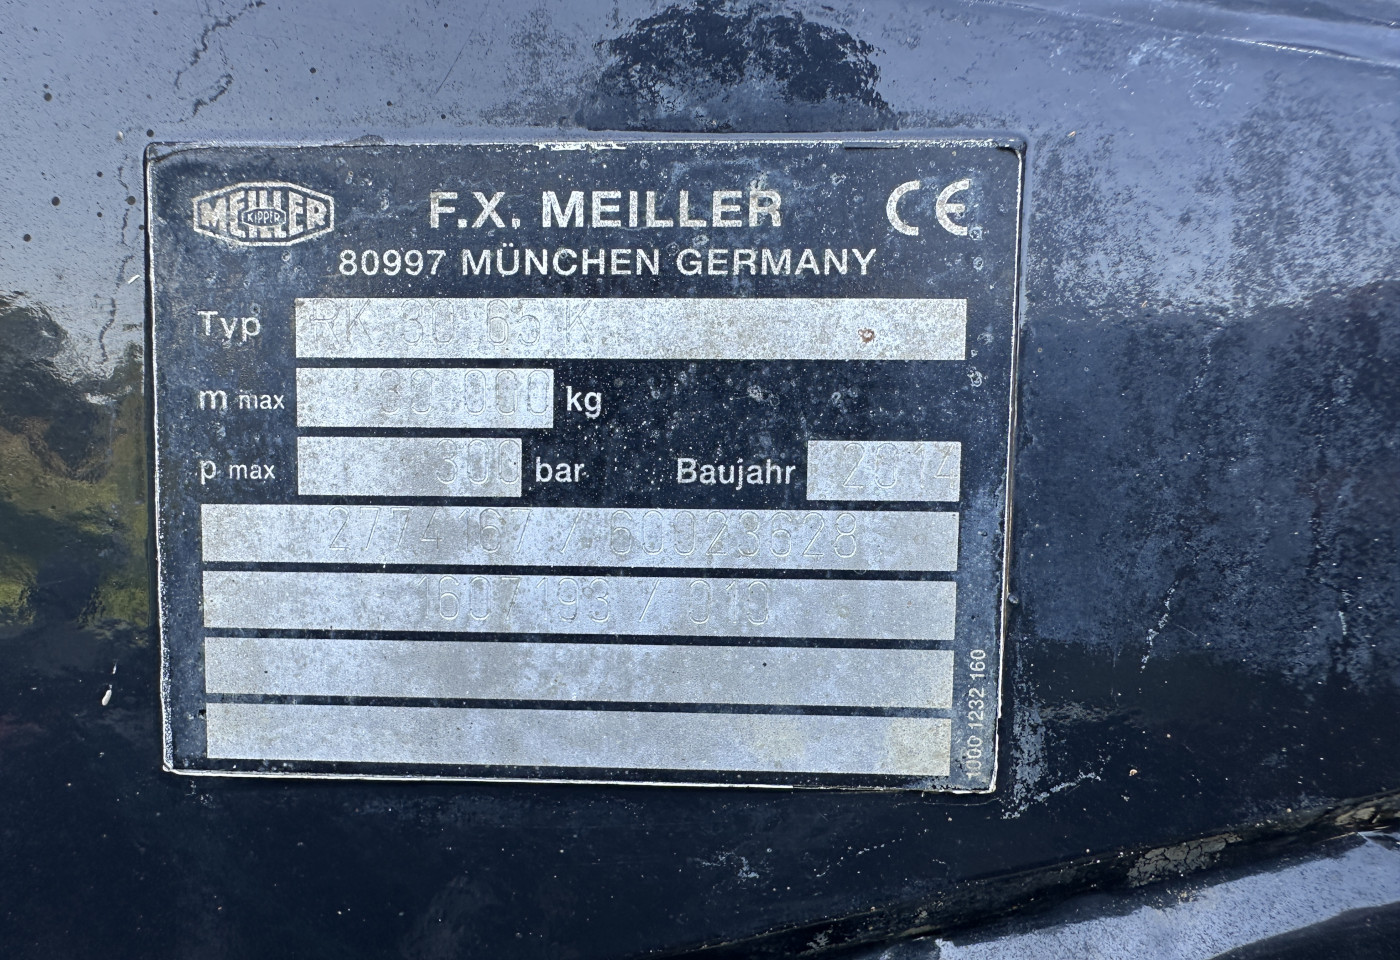 MEILLER
KIPPER
F.X. MEILLER
CE
80997 MÜNCHEN GERMANY
Typ RK 30.65 K
m max 30 000 kg
p max 300 bar Baujahr 2014
2774167 / 60023628
1607193 / 010
1000 1232 160